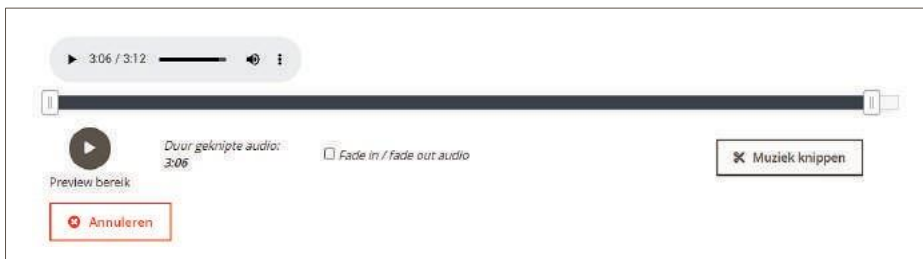 3:06 / 3:12
Duur geknipte audio:
3:06
Fade in / fade out audio
Muziek knippen
Preview bereik
Annuleren